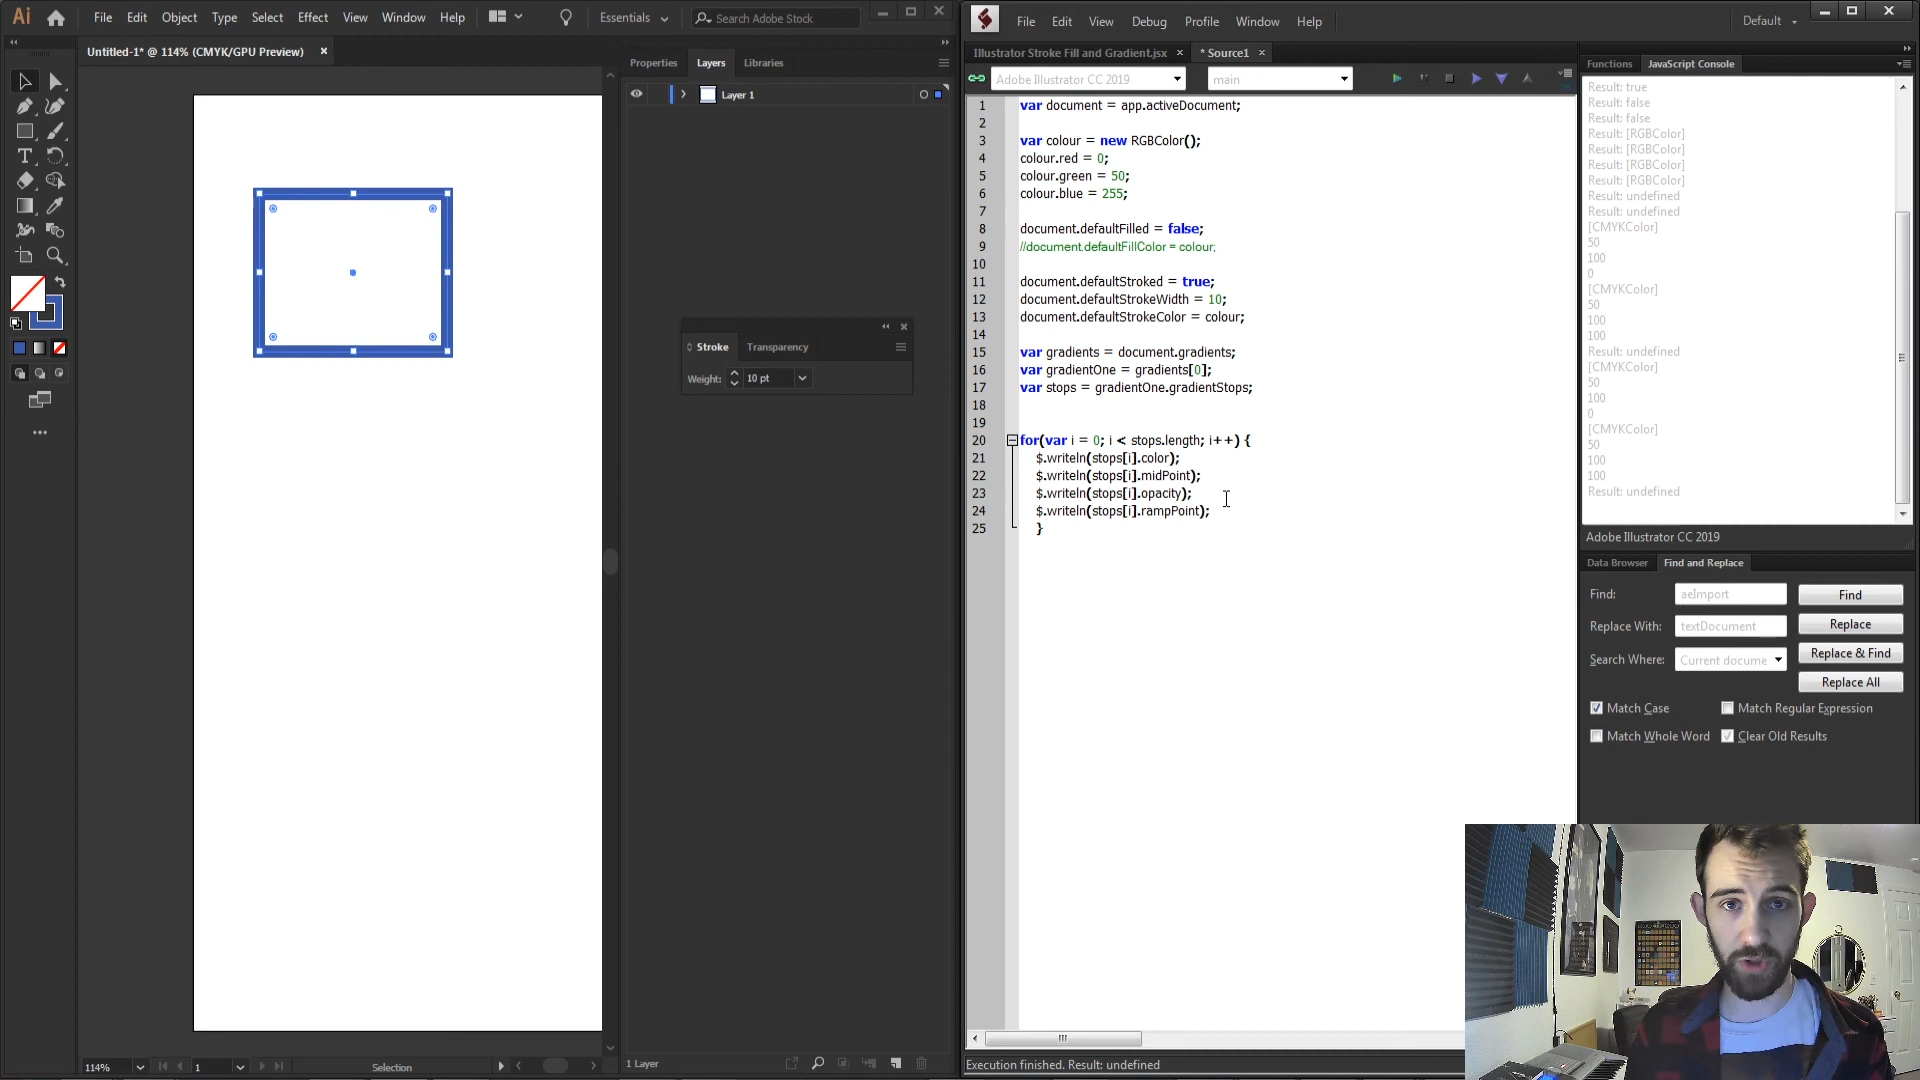 Ai File Edit Object Type Select Effect View Window Help Essentials Search Adobe Stock
Untitled-1* @ 114% (CMYK/GPU Preview) ×
Properties Layers Libraries
Layer 1
Stroke Transparency
Weight: 10 pt
114% 1 Selection
1 Layer
File Edit View Debug Profile Window Help Default
Illustrator Stroke Fill and Gradient.jsx × * Source1 ×
Adobe Illustrator CC 2019 main
1 var document = app.activeDocument;
2
3 var colour = new RGBColor();
4 colour.red = 0;
5 colour.green = 50;
6 colour.blue = 255;
7
8 document.defaultFilled = false;
9 //document.defaultFillColor = colour;
10
11 document.defaultStroked = true;
12 document.defaultStrokeWidth = 10;
13 document.defaultStrokeColor = colour;
14
15 var gradients = document.gradients;
16 var gradientOne = gradients[0];
17 var stops = gradientOne.gradientStops;
18
19
20 for(var i = 0; i < stops.length; i++) {
21 $.writeln(stops[i].color);
22 $.writeln(stops[i].midPoint);
23 $.writeln(stops[i].opacity);
24 $.writeln(stops[i].rampPoint);
25 }
Execution finished. Result: undefined
Functions JavaScript Console
Result: true
Result: false
Result: false
Result: [RGBColor]
Result: [RGBColor]
Result: [RGBColor]
Result: [RGBColor]
Result: undefined
Result: undefined
[CMYKColor]
50
100
0
[CMYKColor]
50
100
100
Result: undefined
[CMYKColor]
50
100
0
[CMYKColor]
50
100
100
Result: undefined
Adobe Illustrator CC 2019
Data Browser Find and Replace
Find: aeImport Find
Replace With: textDocument Replace
Search Where: Current docume Replace & Find
Replace All
Match Case Match Regular Expression
Match Whole Word Clear Old Results